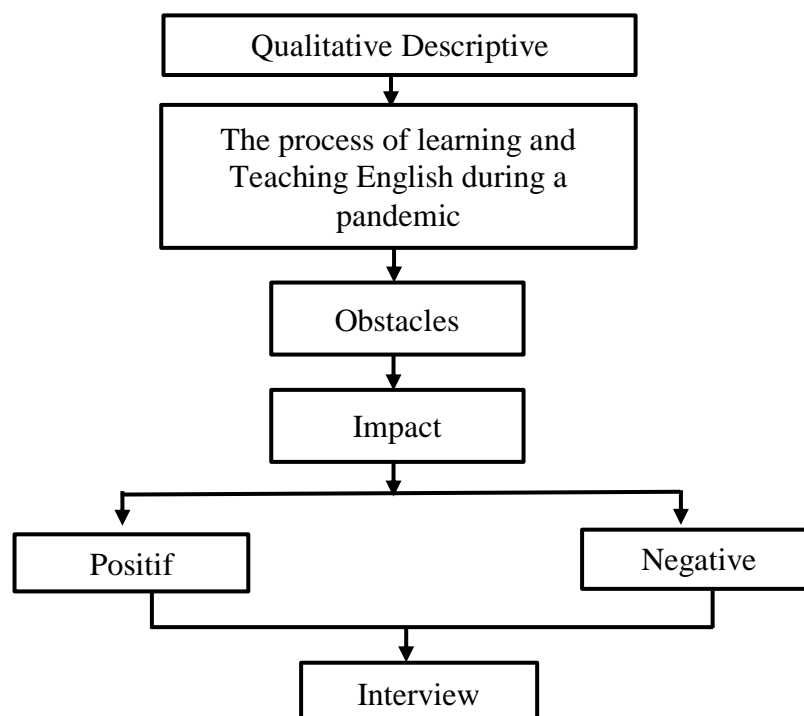 Qualitative Descriptive
The process of learning and
Teaching English during a
pandemic
Obstacles
Impact
Positif
Negative
Interview